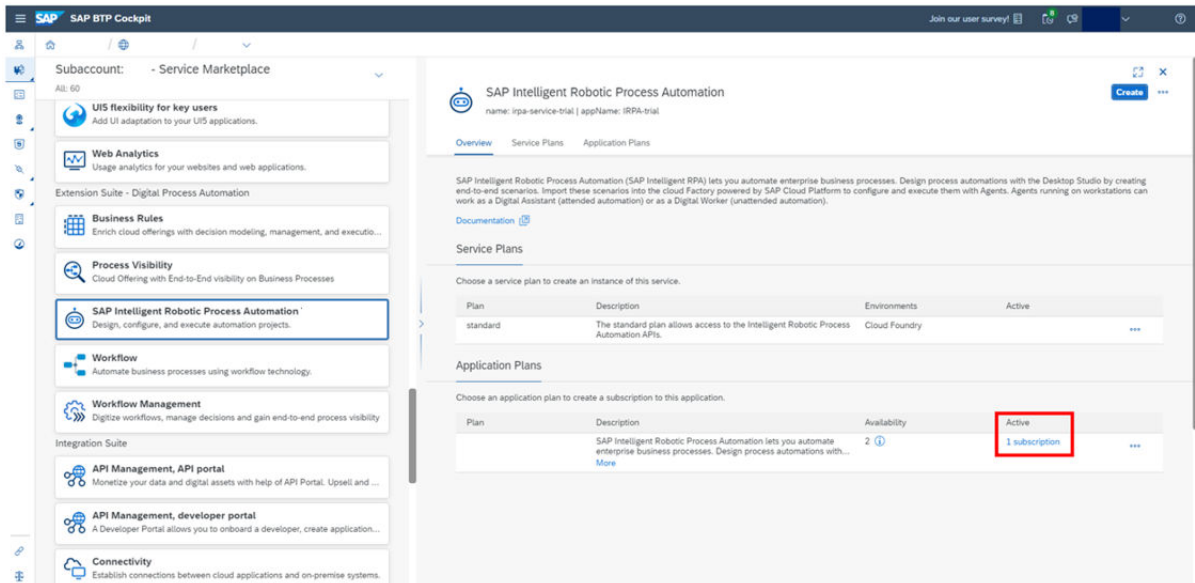 SAP SAP BTP Cockpit
Join our user survey!
8
/ /
Subaccount: - Service Marketplace
All: 60
UI5 flexibility for key users
Add UI adaptation to your UI5 applications.
Web Analytics
Usage analytics for your websites and web applications.
Extension Suite - Digital Process Automation
Business Rules
Enrich cloud offerings with decision modeling, management, and executio...
Process Visibility
Cloud Offering with End-to-End visibility on Business Processes
SAP Intelligent Robotic Process Automation
Design, configure, and execute automation projects.
Workflow
Automate business processes using workflow technology.
Workflow Management
Digitize workflows, manage decisions and gain end-to-end process visibility
Integration Suite
API Management, API portal
Monetize your data and digital assets with help of API Portal. Upsell and ...
API Management, developer portal
A Developer Portal allows you to onboard a developer, create application...
Connectivity
Establish connections between cloud applications and on-premise systems.
SAP Intelligent Robotic Process Automation
name: irpa-service-trial | appName: IRPA-trial
Create
Overview Service Plans Application Plans
SAP Intelligent Robotic Process Automation (SAP Intelligent RPA) lets you automate enterprise business processes. Design process automations with the Desktop Studio by creating
end-to-end scenarios. Import these scenarios into the cloud Factory powered by SAP Cloud Platform to configure and execute them with Agents. Agents running on workstations can
work as a Digital Assistant (attended automation) or as a Digital Worker (unattended automation).
Documentation
Service Plans
Choose a service plan to create an instance of this service.
Plan Description Environments Active
standard The standard plan allows access to the Intelligent Robotic Process Cloud Foundry
Automation APIs.
Application Plans
Choose an application plan to create a subscription to this application.
Plan Description Availability Active
SAP Intelligent Robotic Process Automation lets you automate 2 1 subscription
enterprise business processes. Design process automations with...
More